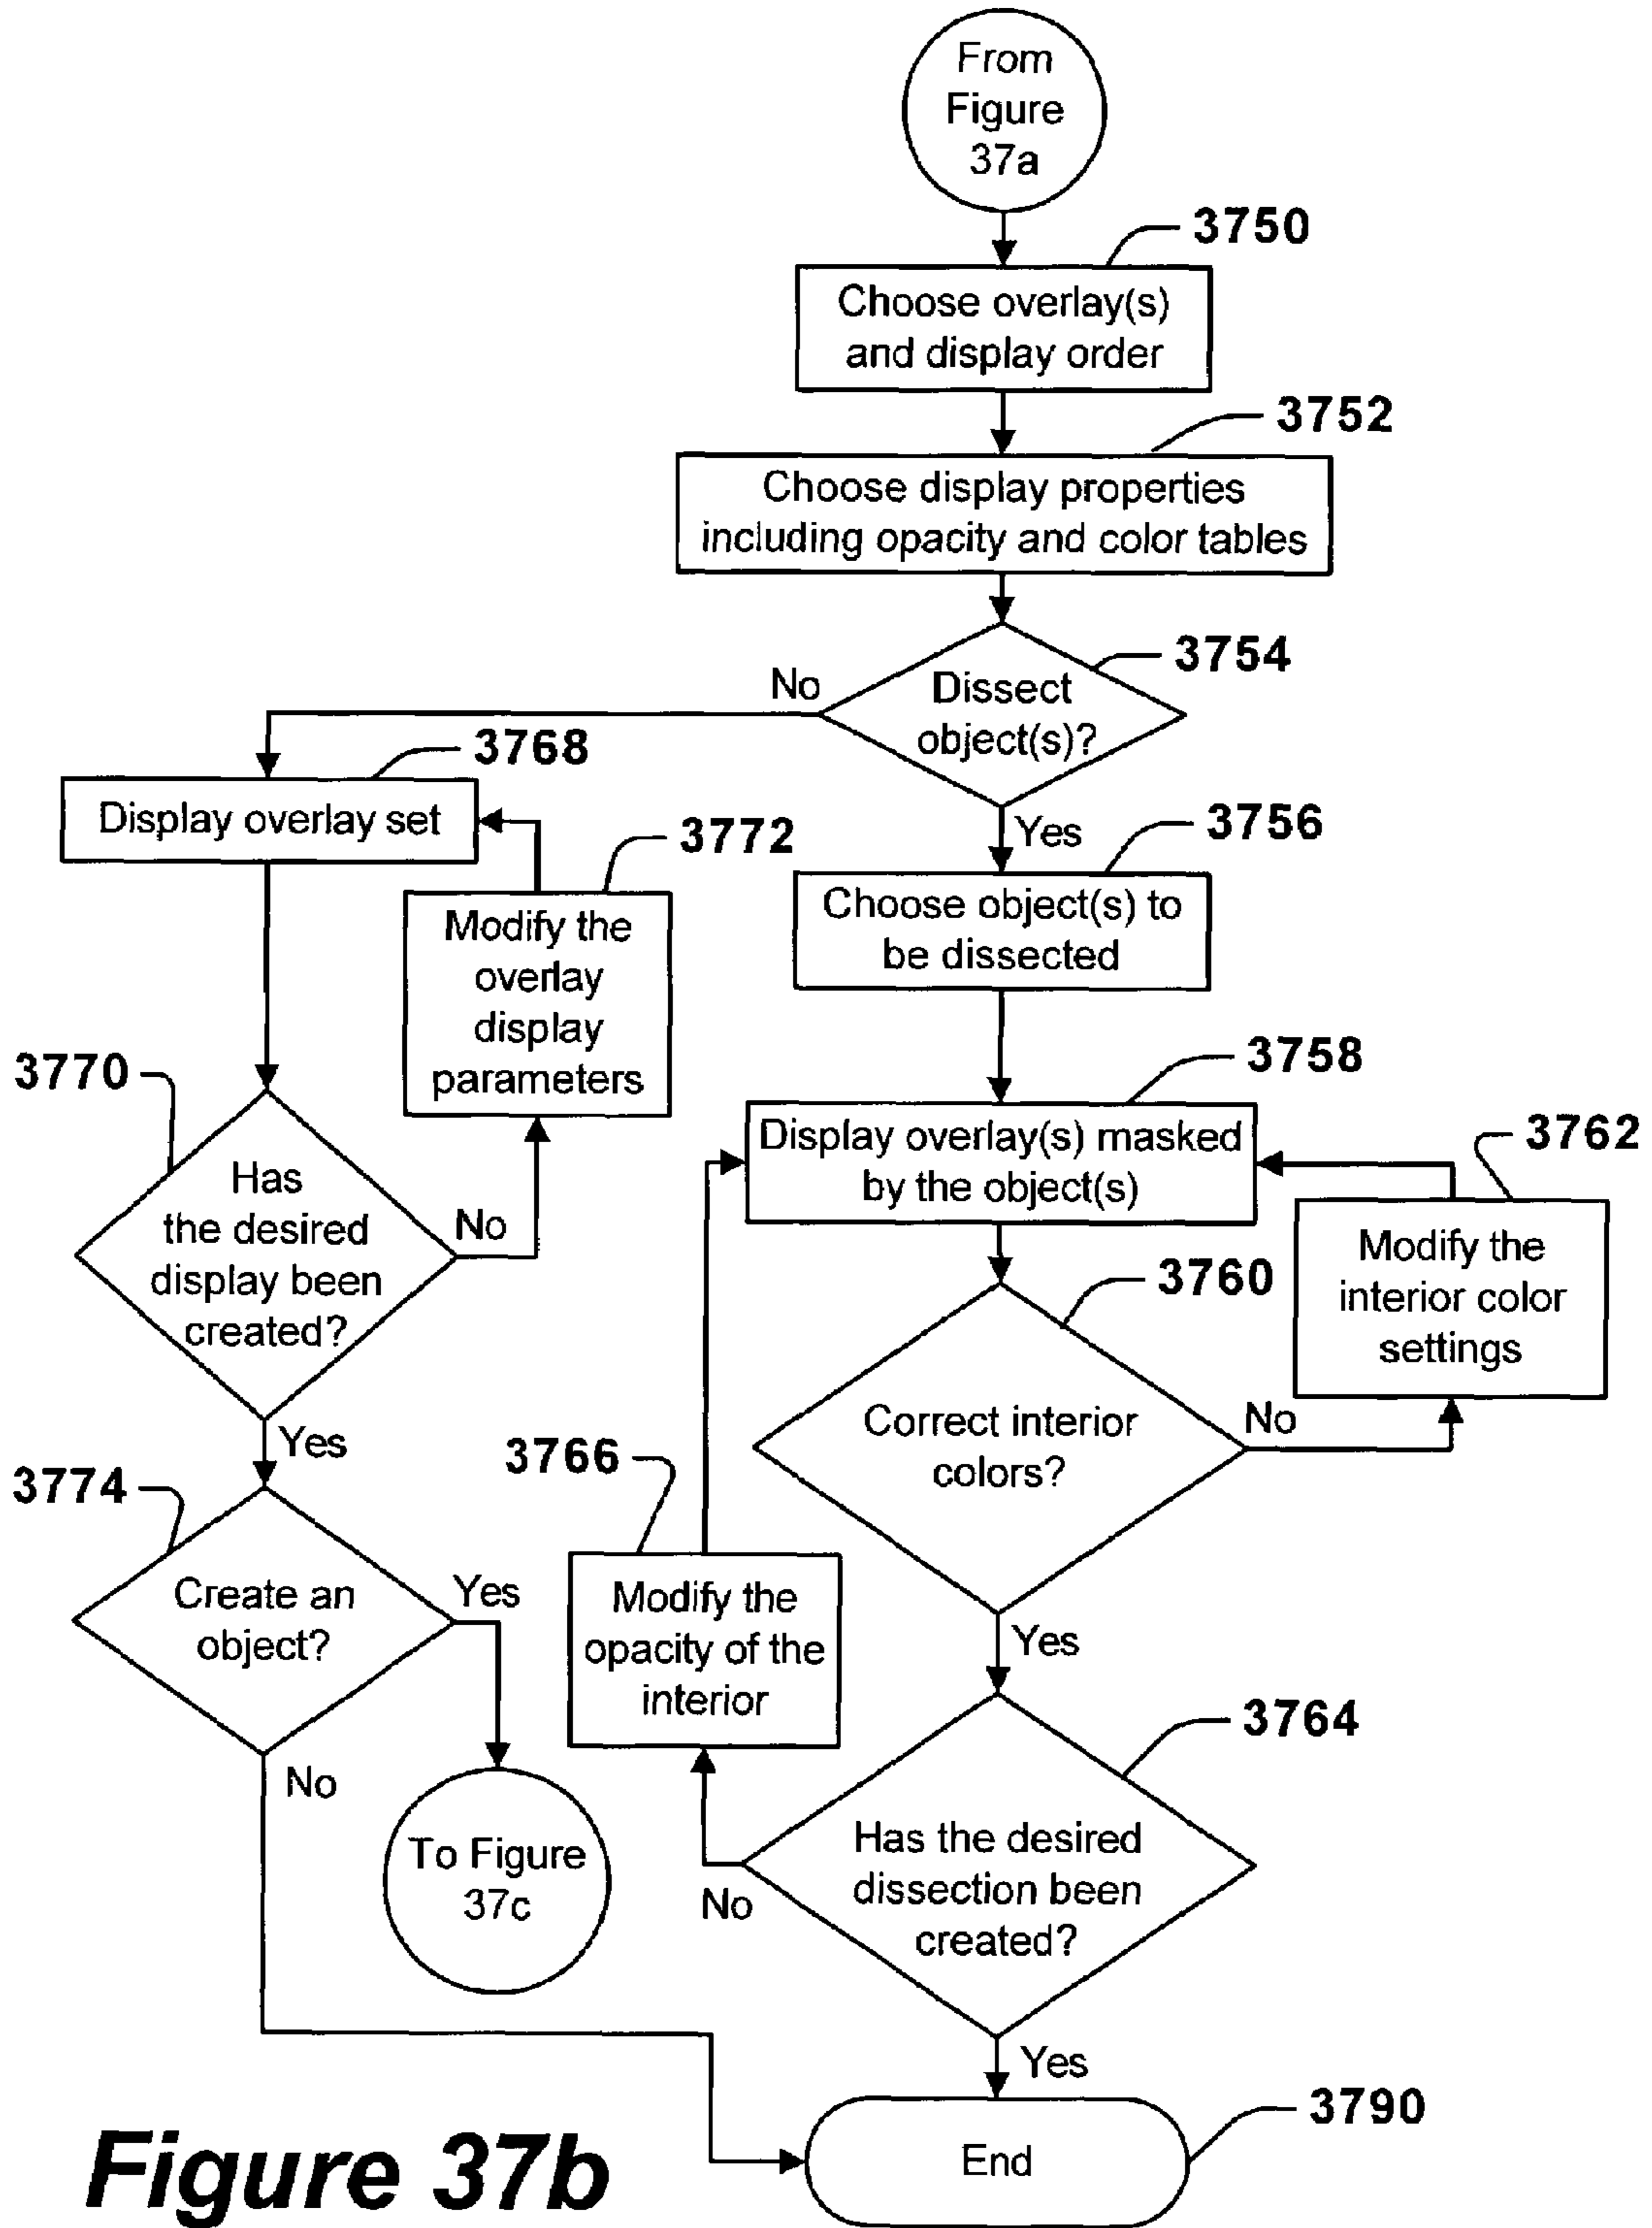 From
Figure
37a
3750
Choose overlay(s)
and display order
3752
Choose display properties
including opacity and color tables
3754
Dissect
object(s)?
No
Yes
3768
Display overlay set
3772
Modify the
overlay
display
parameters
3756
Choose object(s) to
be dissected
3770
Has
the desired
display been
created?
No
Yes
3758
Display overlay(s) masked
by the object(s)
3762
Modify the
interior color
settings
3760
Correct interior
colors?
No
Yes
3766
Modify the
opacity of the
interior
3774
Create an
object?
Yes
No
To Figure
37c
3764
Has the desired
dissection been
created?
No
Yes
3790
End
Figure 37b